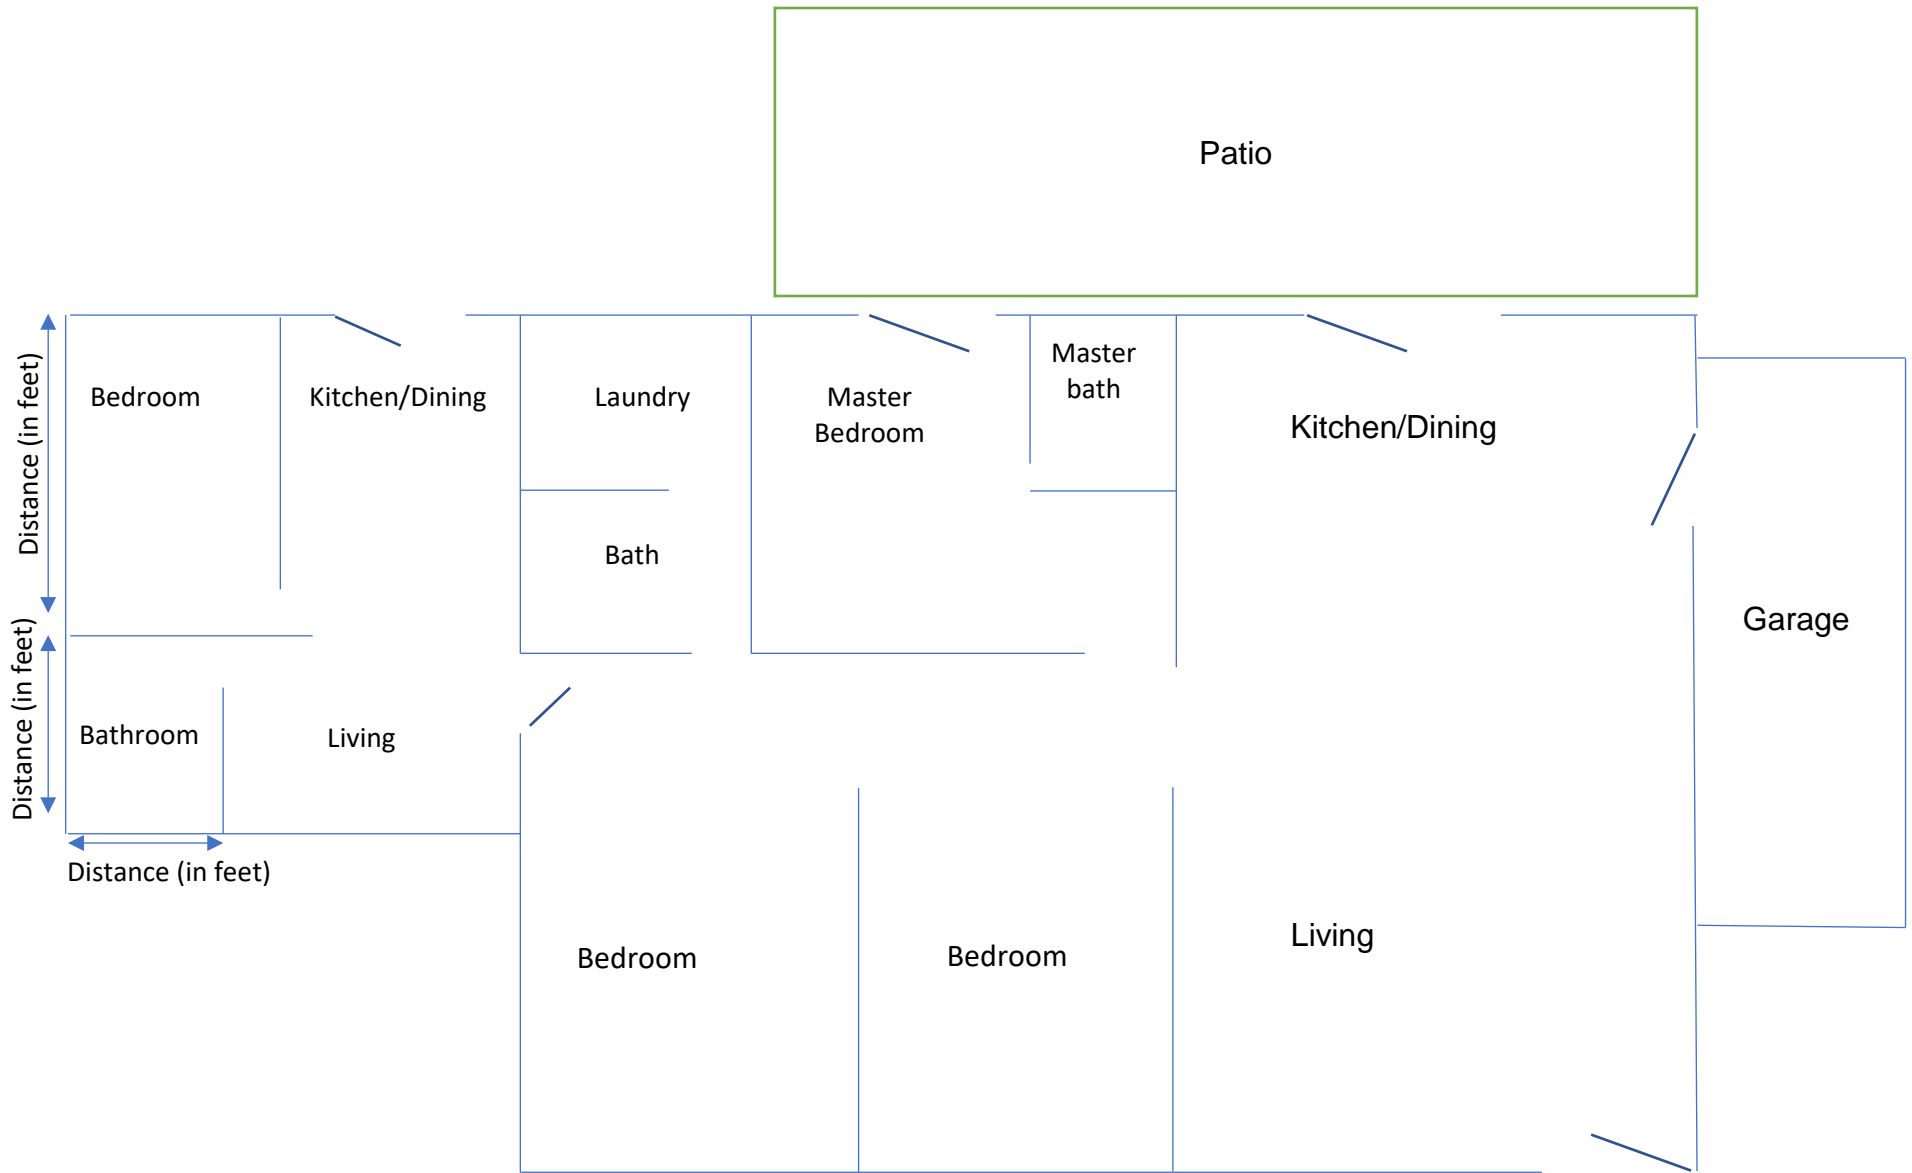 Patio
Distance (in feet)
Bedroom
Kitchen/Dining
Laundry
Master
Bedroom
Master
bath
Kitchen/Dining
Bath
Garage
Distance (in feet)
Bathroom
Living
Distance (in feet)
Bedroom
Bedroom
Living